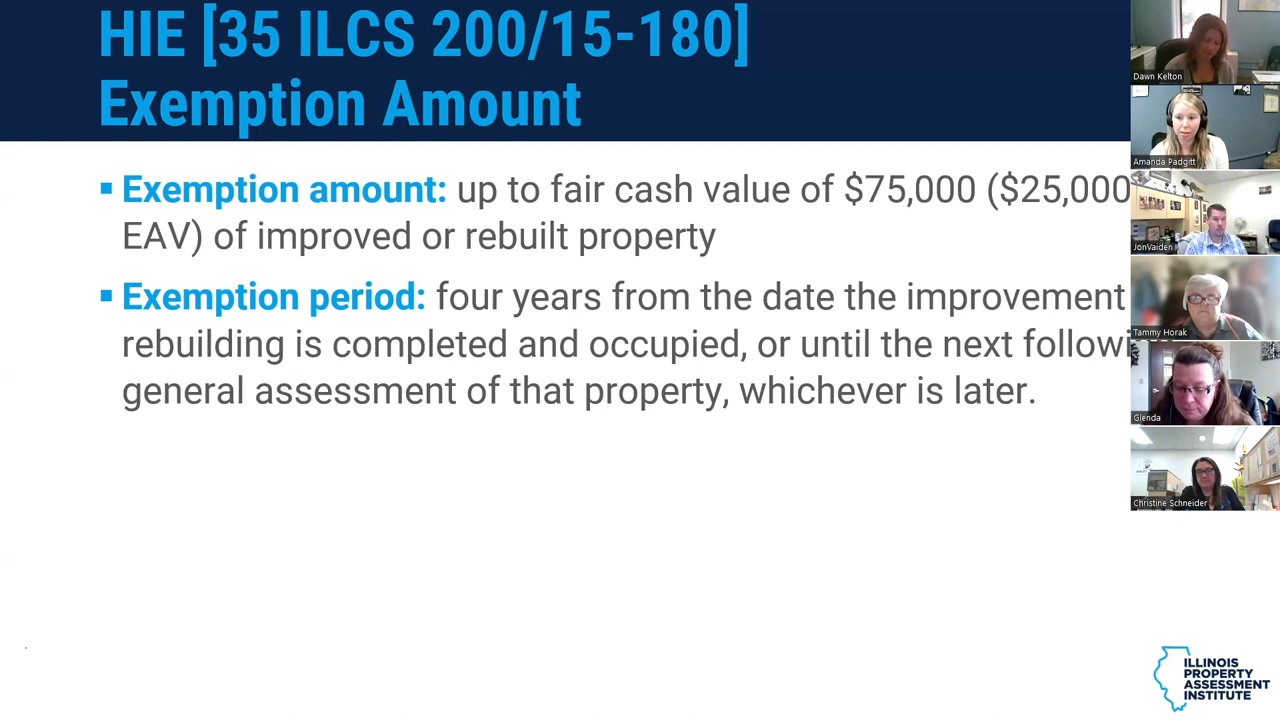 HIE [35 ILCS 200/15-180]
Exemption Amount
▪ Exemption amount: up to fair cash value of $75,000 ($25,000
EAV) of improved or rebuilt property
▪ Exemption period: four years from the date the improvement
rebuilding is completed and occupied, or until the next followi
general assessment of that property, whichever is later.
Dawn Kelton
Amanda Padgitt
JonVaiden
Tammy Horak
Glenda
Christine Schneider
ILLINOIS
PROPERTY
ASSESSMENT
INSTITUTE